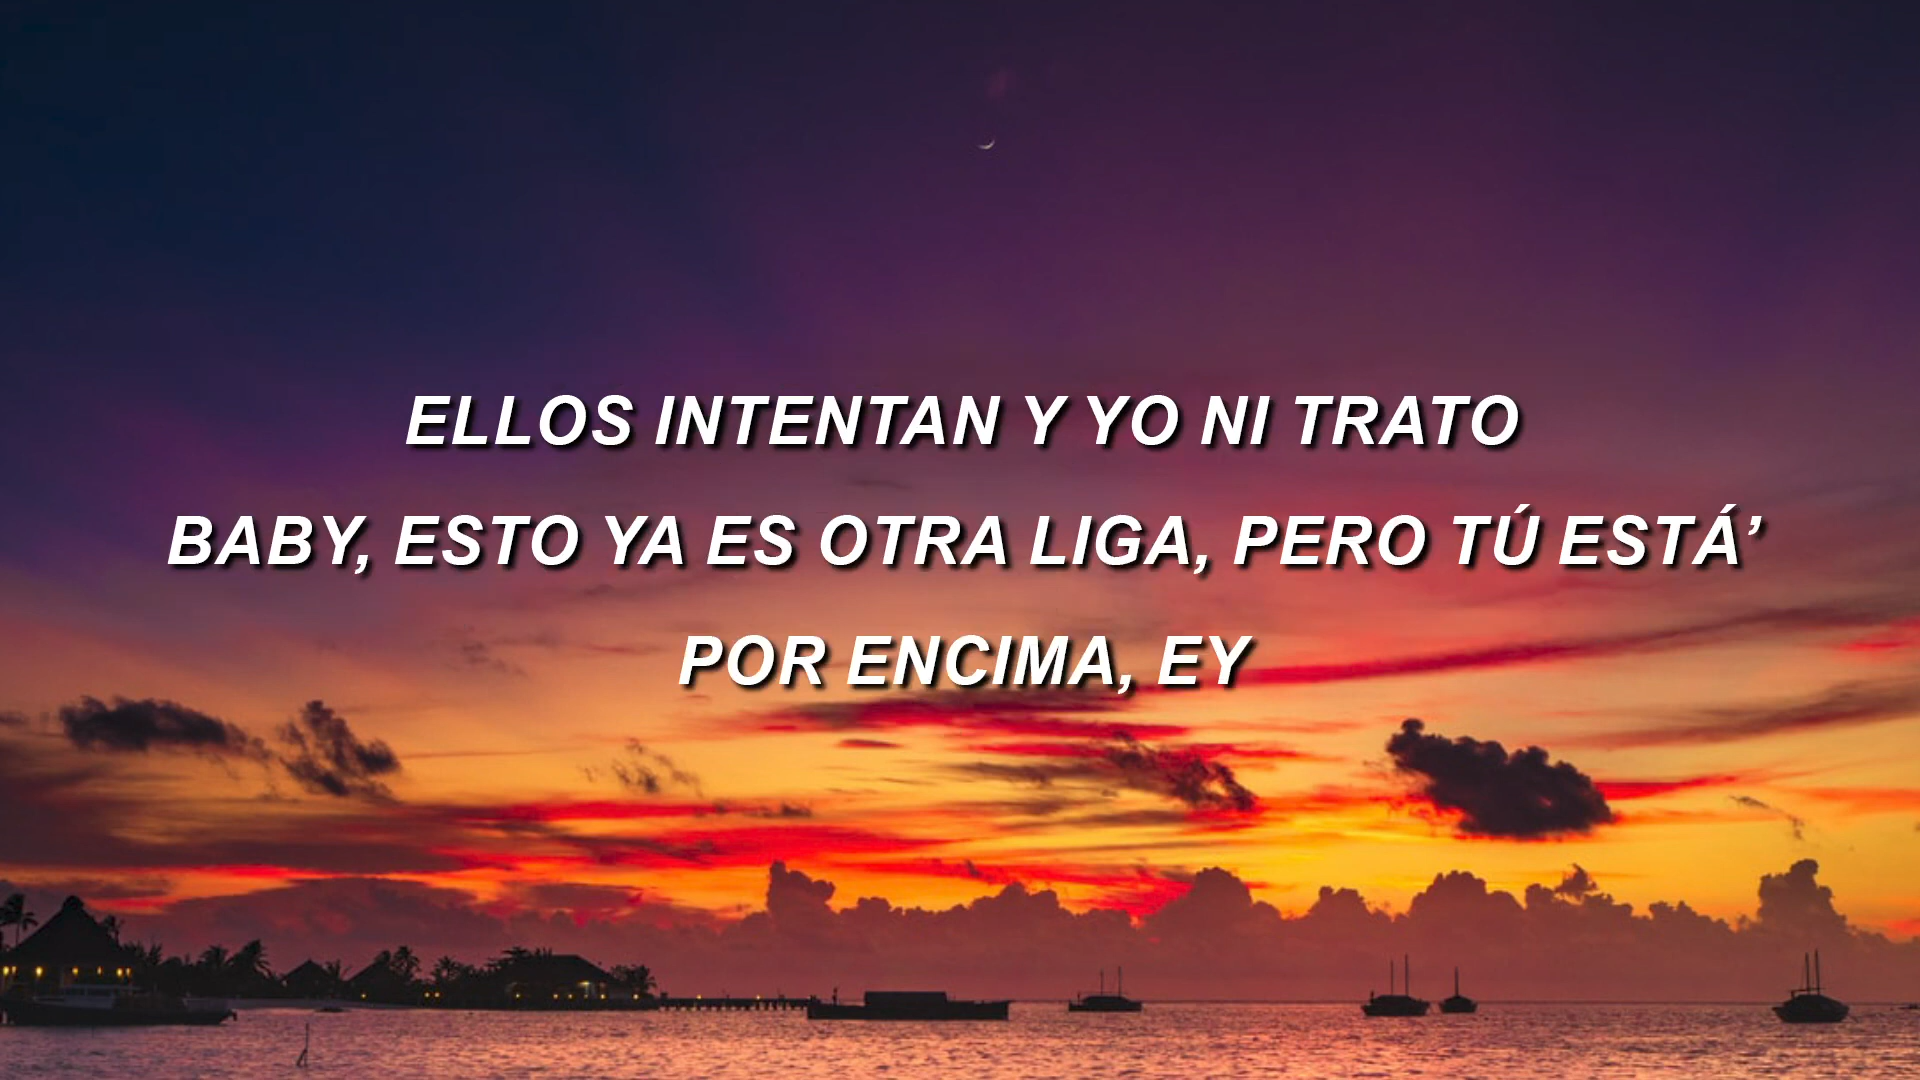 ELLOS INTENTAN Y YO NI TRATO
BABY, ESTO YA ES OTRA LIGA, PERO TÚ ESTÁ’
POR ENCIMA, EY